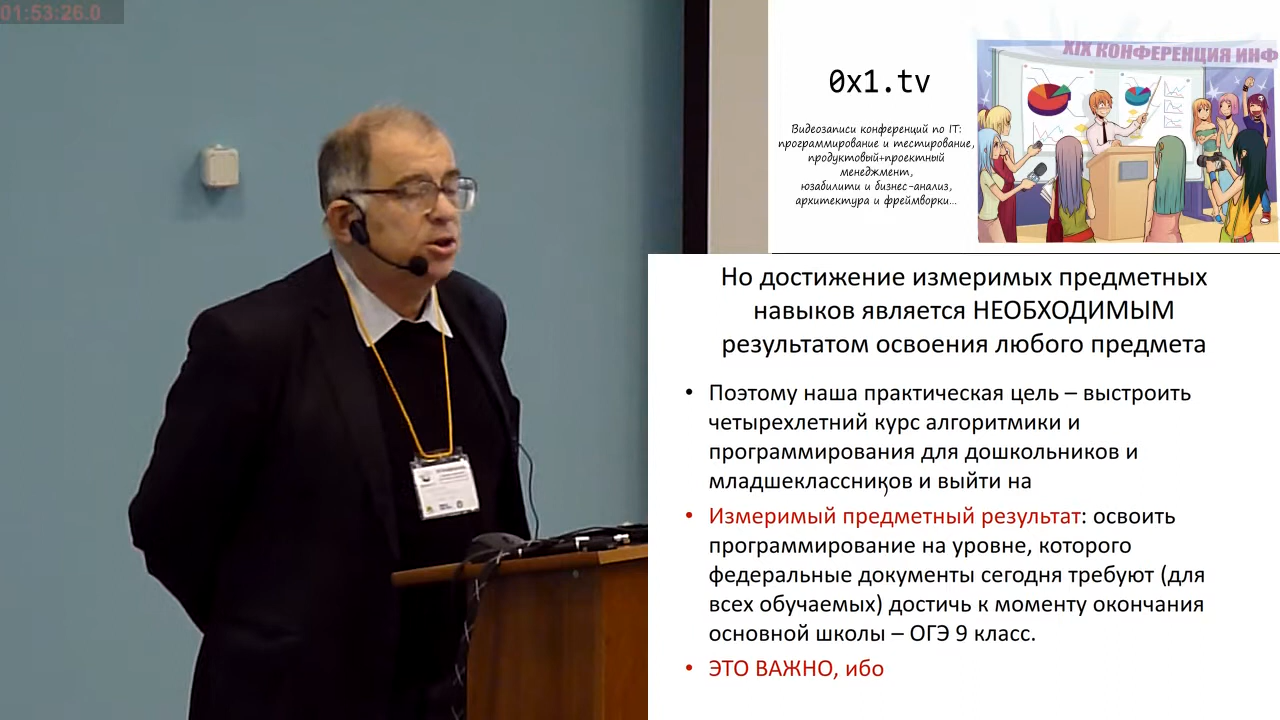 01:53:26.0
0x1.tv
Видеозаписи конференций по IT:
программирование и тестирование,
продуктовый+проектный
менеджмент,
юзабилити и бизнес-анализ,
архитектура и фреймворки...
XIX КОНФЕРЕНЦИЯ ИНФ
Но достижение измеримых предметных
навыков является НЕОБХОДИМЫМ
результатом освоения любого предмета
• Поэтому наша практическая цель – выстроить
четырехлетний курс алгоритмики и
программирования для дошкольников и
младшеклассников и выйти на
• Измеримый предметный результат: освоить
программирование на уровне, которого
федеральные документы сегодня требуют (для
всех обучаемых) достичь к моменту окончания
основной школы – ОГЭ 9 класс.
• ЭТО ВАЖНО, ибо